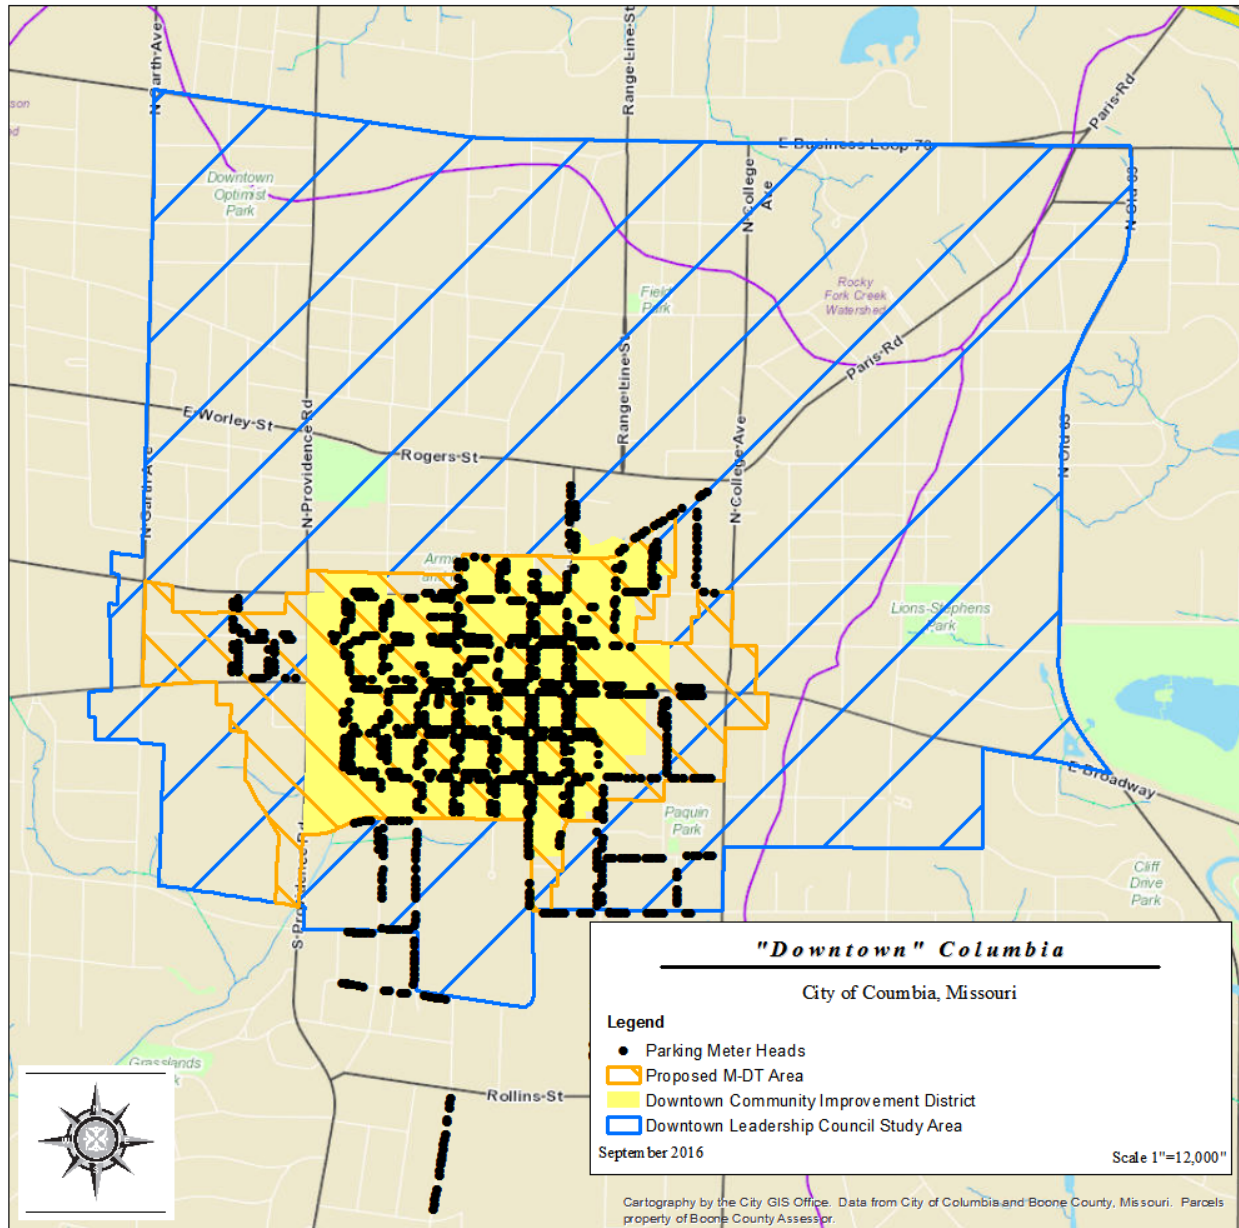 N Garth Ave
Range Line St
Paris Rd
E Business Loop 70
N College
Ave
N Old 63
Downtown
Optimist
Park
Field
Park
Rocky
Fork Creek
Watershed
Paris Rd
Range Line St
E Worley St
N Providence Rd
Rogers St
N College Ave
N Old 63
N Garth Ave
Lions-Stephens
Park
E Broadway
Paquin
Park
Cliff
Drive
Park
S Providence Rd
Grasslands
Rollins St
"Downtown" Columbia
City of Coumbia, Missouri
Legend
Parking Meter Heads
Proposed M-DT Area
Downtown Community Improvement District
Downtown Leadership Council Study Area
September 2016
Scale 1"=12,000"
Cartography by the City GIS Office. Data from City of Columbia and Boone County, Missouri. Parcels
property of Boone County Assessor.